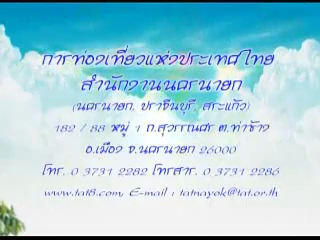 การท่องเที่ยวแห่งประเทศไทย
สำนักงานนครนายก
(นครนายก, ปราจีนบุรี, สระแก้ว)
182 / 88 หมู่ 1 ถ.สุวรรณศร ต.ท่าช้าง
อ.เมือง จ.นครนายก 26000
โทร. 0 3731 2282 โทรสาร. 0 3731 2286
www.tat8.com, E-mail : tatnayok@tat.or.th